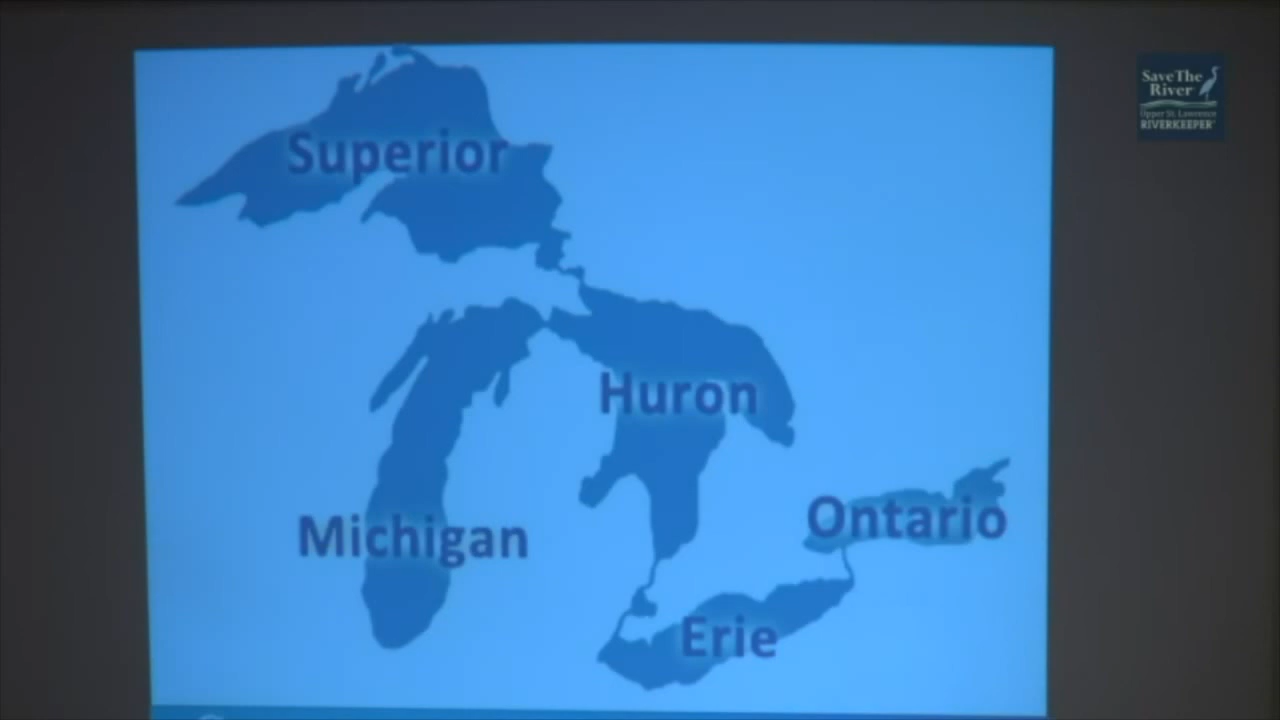 Superior
Huron
Michigan
Ontario
Erie
Save The
River
Upper St. Lawrence
RIVERKEEPER